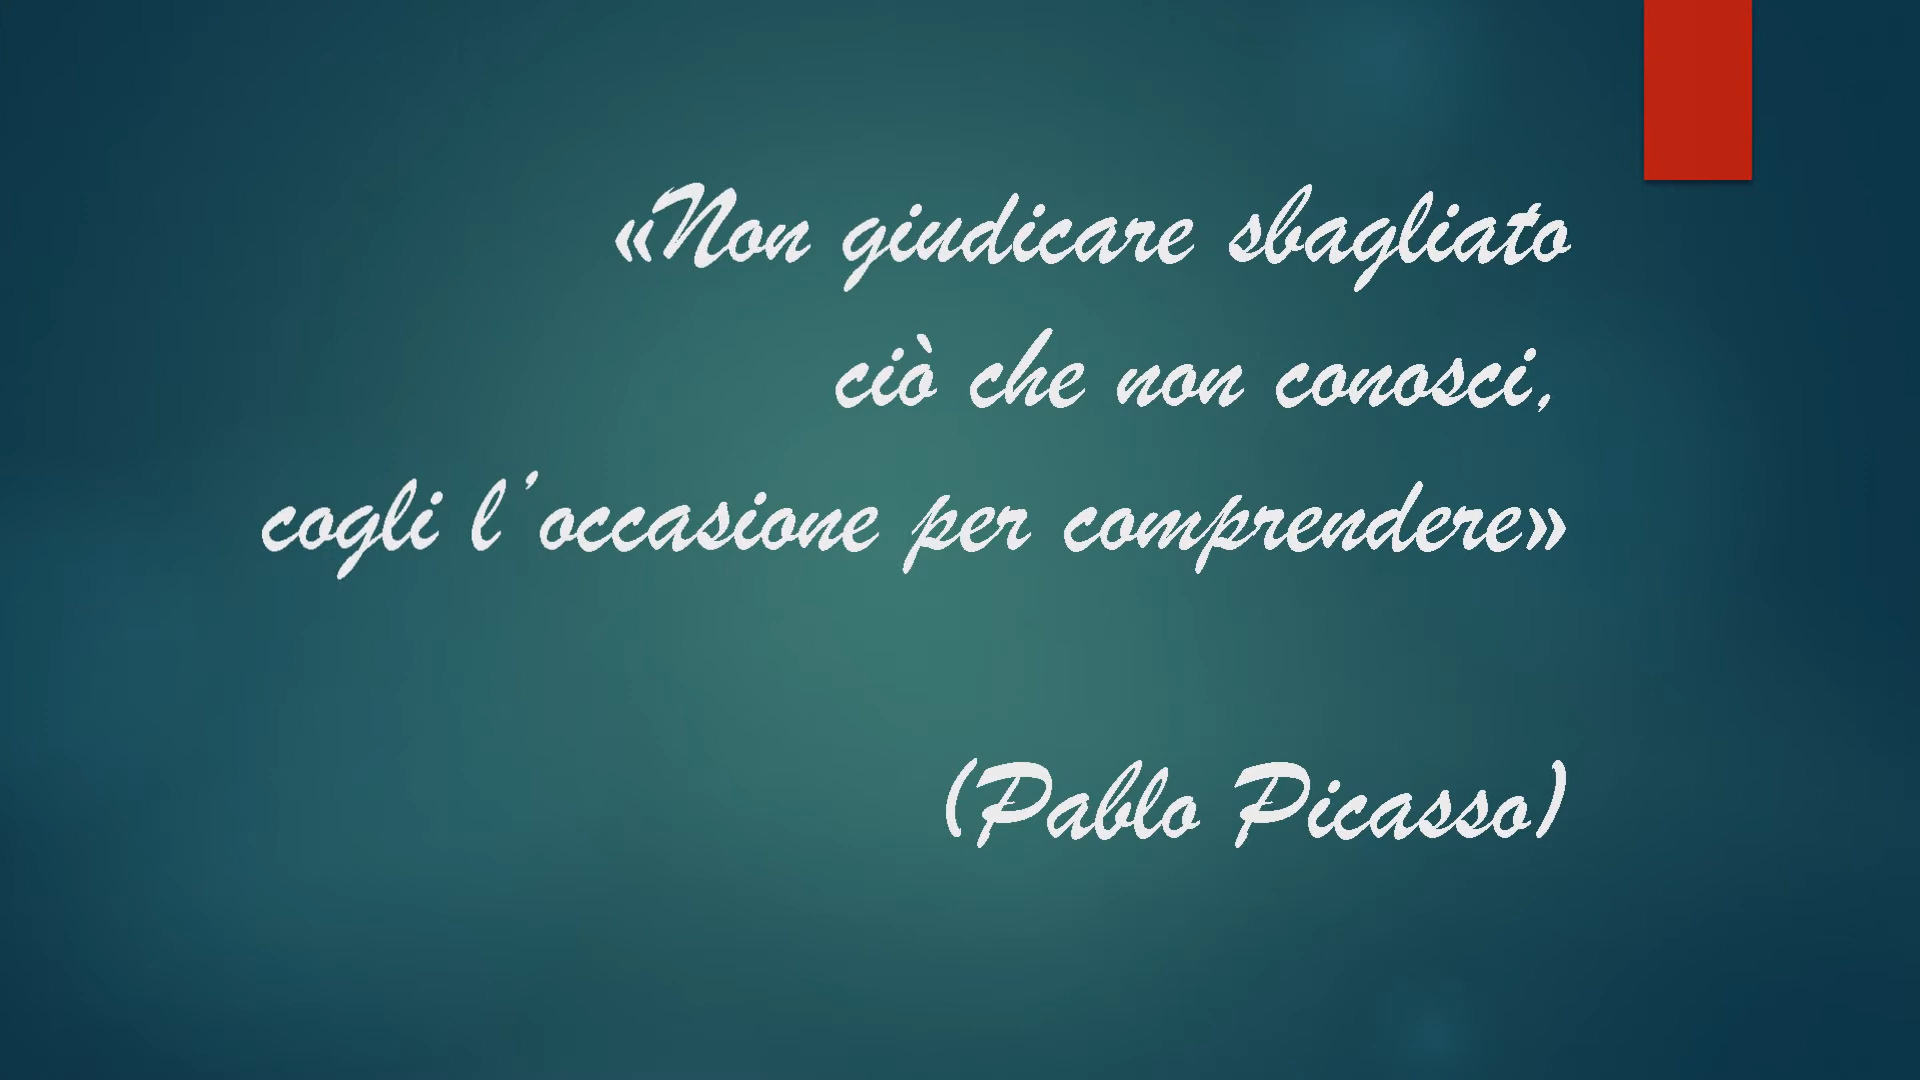 «Non giudicare sbagliato
ciò che non conosci,
cogli l'occasione per comprendere»
(Pablo Picasso)